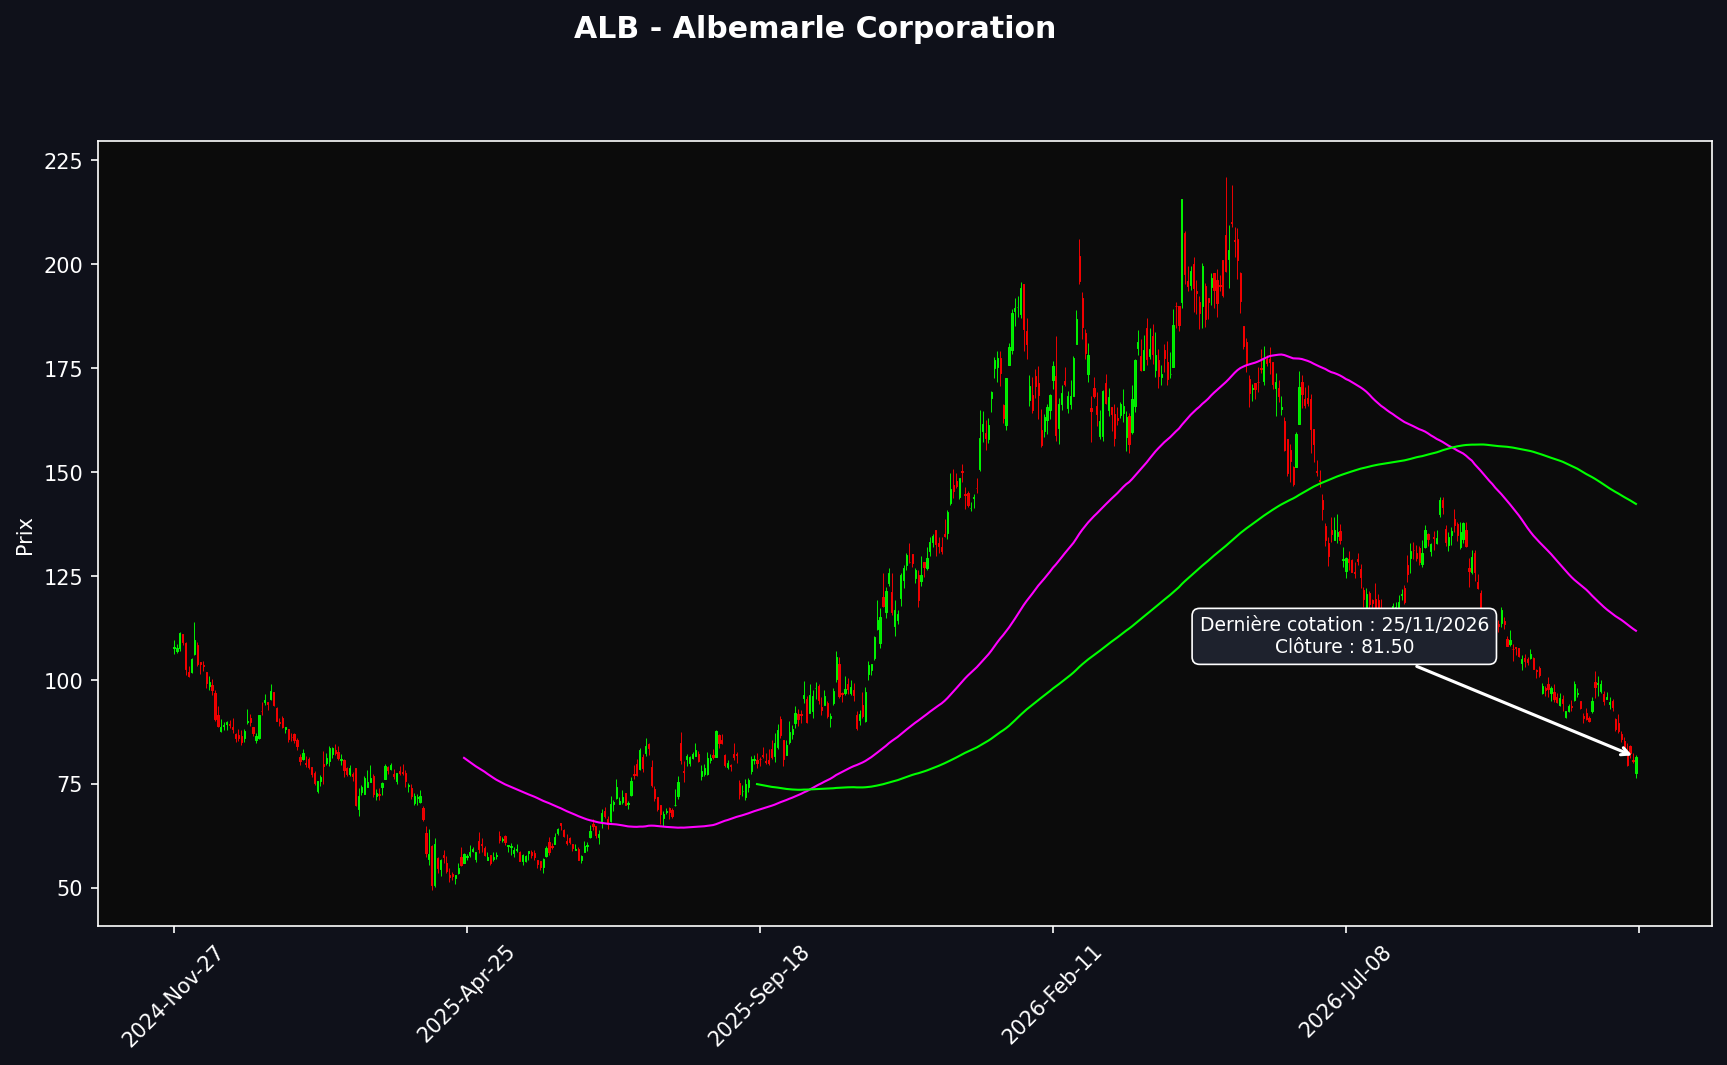 ALB - Albemarle Corporation
Prix
225
200
175
150
125
100
75
50
Dernière cotation : 25/11/2026
Clôture : 81.50
2024-Nov-27
2025-Apr-25
2025-Sep-18
2026-Feb-11
2026-Jul-08